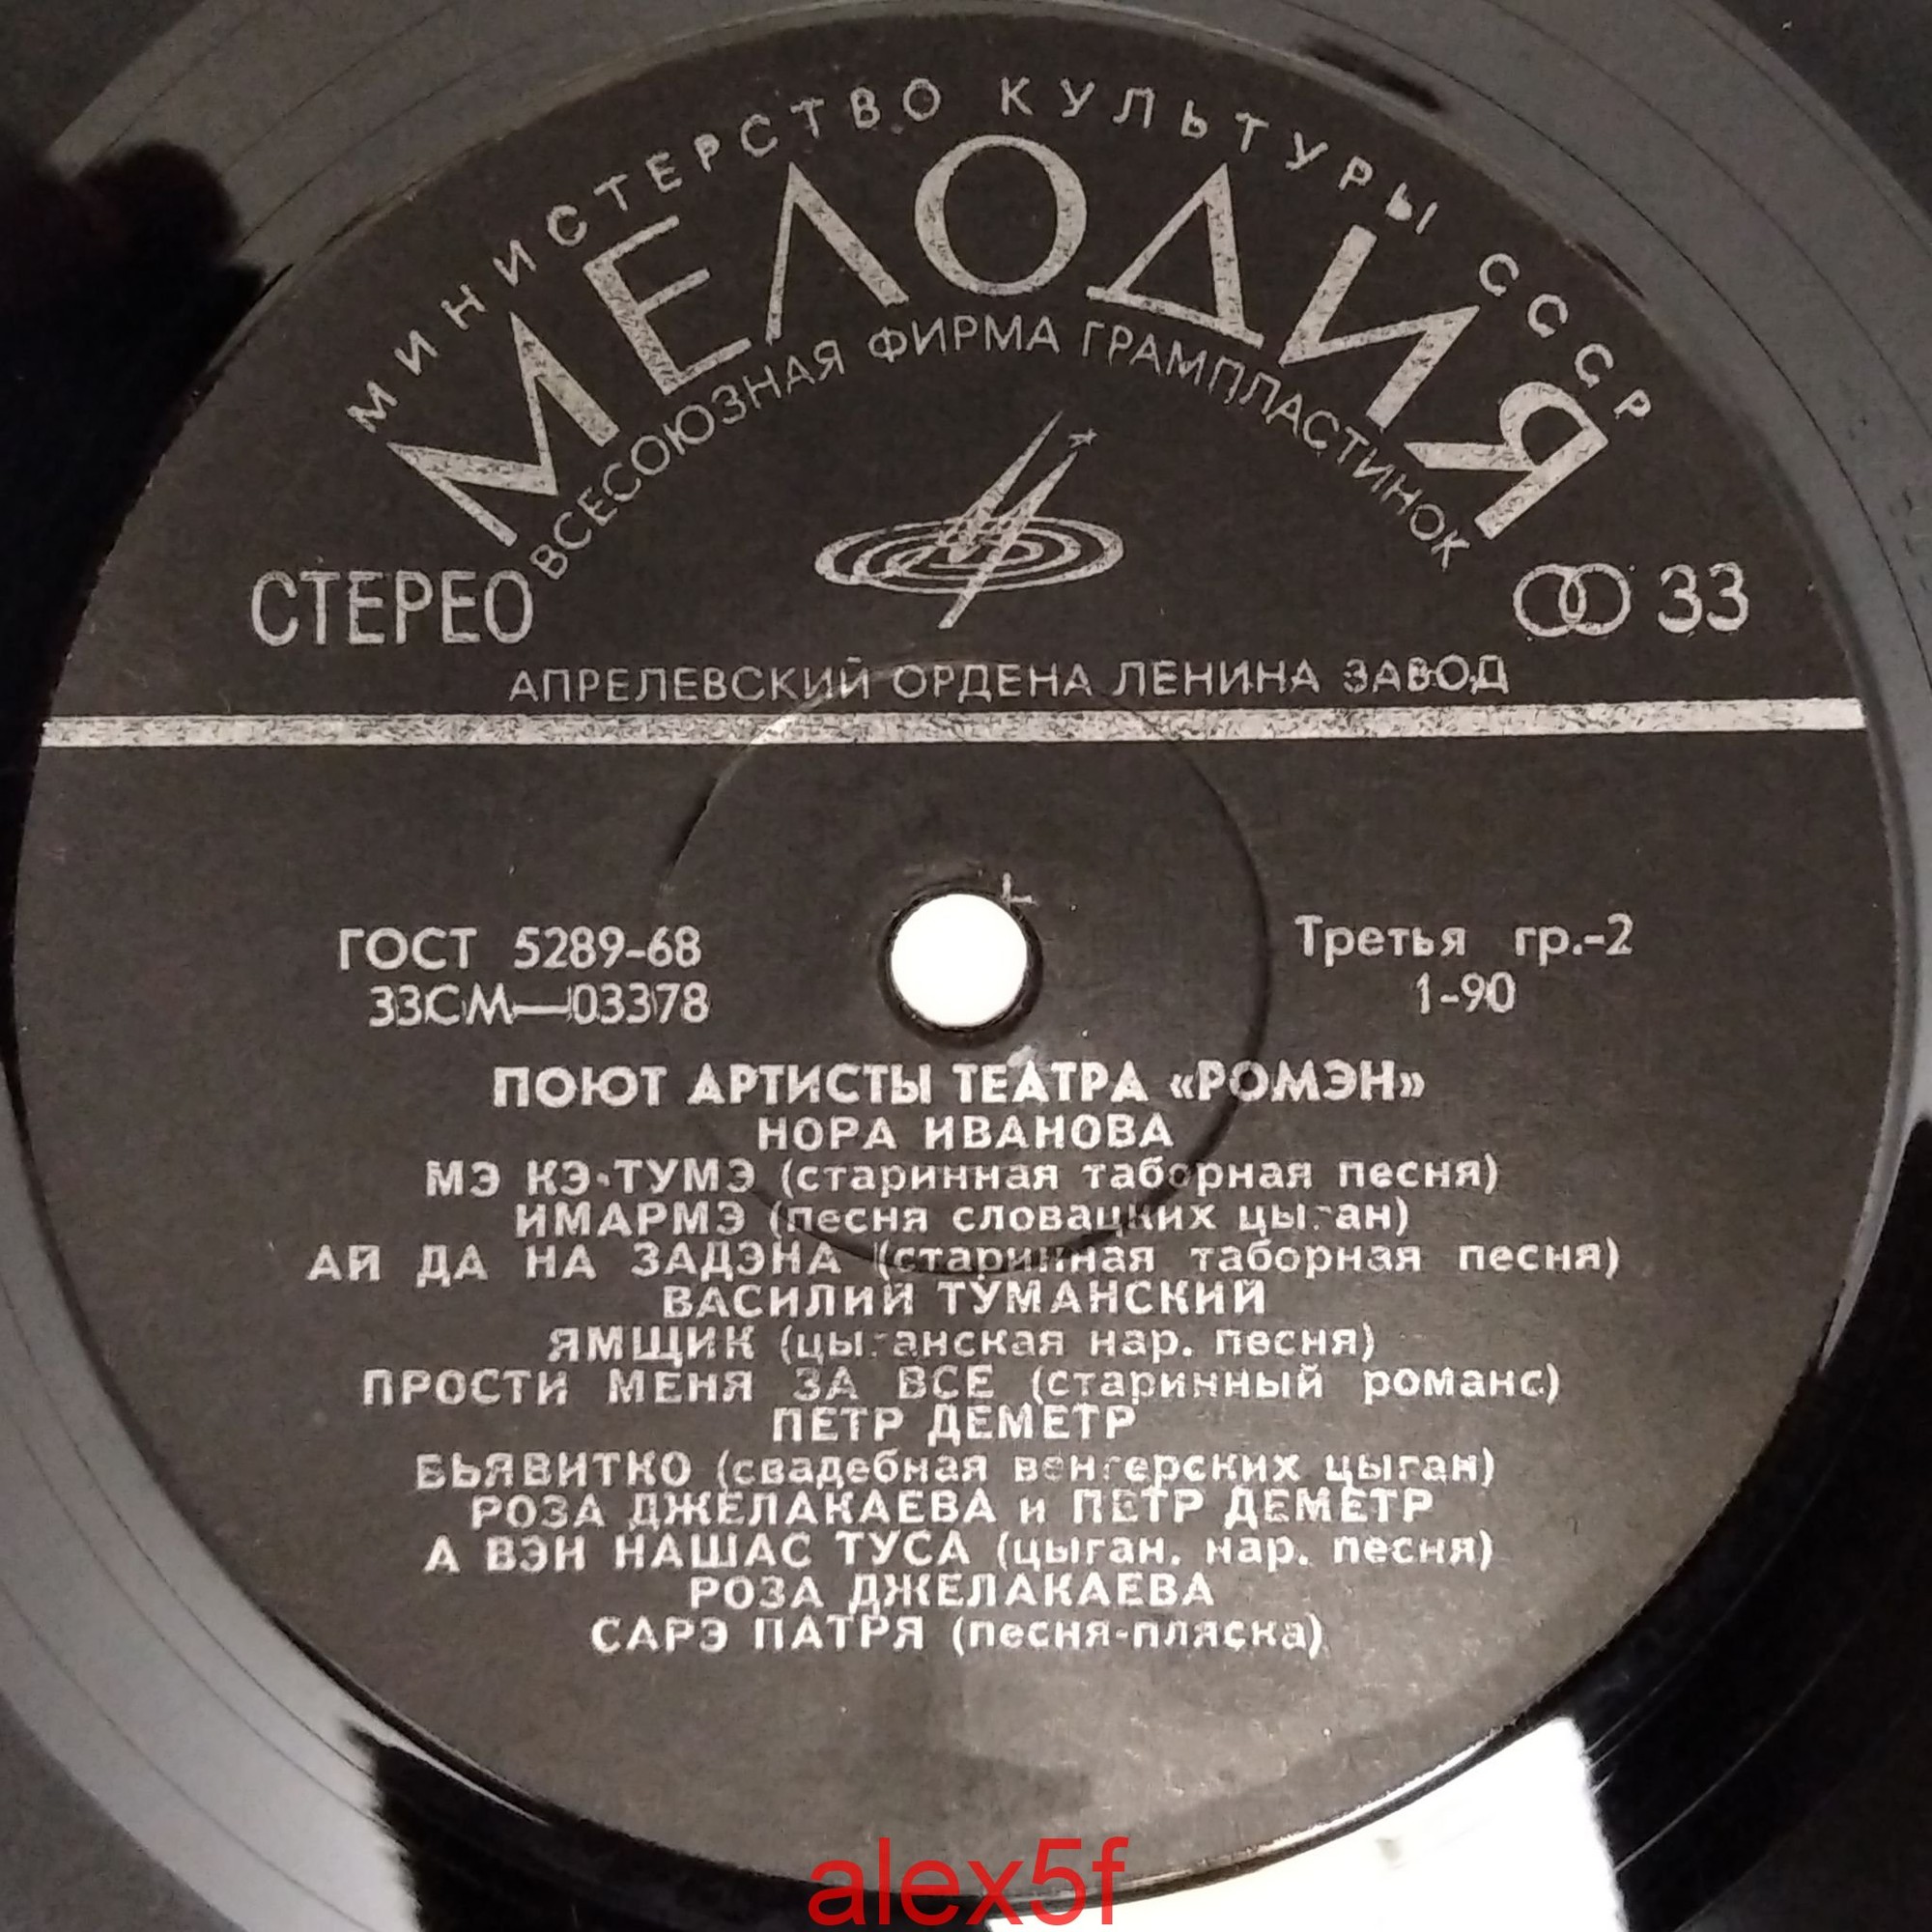 МИНИСТЕРСТВО КУЛЬТУРЫ СССР
МЕЛОДИЯ
ВСЕСОЮЗНАЯ ФИРМА ГРАМПЛАСТИНОК
СТЕРЕО
33
АПРЕЛЕВСКИЙ ОРДЕНА ЛЕНИНА ЗАВОД
ГОСТ 5289-68
Третья гр.-2
33СМ—03378
1-90
ПОЮТ АРТИСТЫ ТЕАТРА «РОМЭН»
НОРА ИВАНОВА
МЭ КЭ-ТУМЭ (старинная таборная песня)
ИМАРМЭ (песня словацких цыган)
АЙ ДА НА ЗАДЭНА (старинная таборная песня)
ВАСИЛИЙ ТУМАНСКИЙ
ЯМЩИК (цыганская нар. песня)
ПРОСТИ МЕНЯ ЗА ВСЕ (старинный романс)
ПЕТР ДЕМЕТР
БЬЯВИТКО (свадебная венгерских цыган)
РОЗА ДЖЕЛАКАЕВА и ПЕТР ДЕМЕТР
А ВЭН НАШАС ТУСА (цыган. нар. песня)
РОЗА ДЖЕЛАКАЕВА
САРЭ ПАТРЯ (песня-пляска)
alex5f